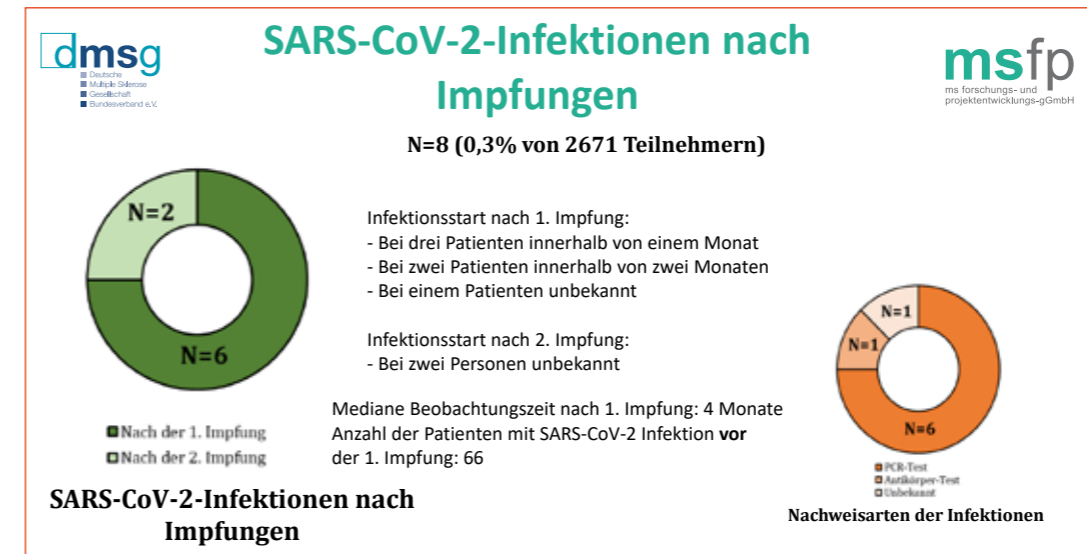 dmsg
Deutsche
Multiple Sklerose
Gesellschaft
Bundesverband e.V.
SARS-CoV-2-Infektionen nach
Impfungen
msfp
ms forschungs- und
projektentwicklungs-gGmbH
N=8 (0,3% von 2671 Teilnehmern)
N=2
N=6
Nach der 1. Impfung
Nach der 2. Impfung
SARS-CoV-2-Infektionen nach
Impfungen
Infektionsstart nach 1. Impfung:
- Bei drei Patienten innerhalb von einem Monat
- Bei zwei Patienten innerhalb von zwei Monaten
- Bei einem Patienten unbekannt
Infektionsstart nach 2. Impfung:
- Bei zwei Personen unbekannt
Mediane Beobachtungszeit nach 1. Impfung: 4 Monate
Anzahl der Patienten mit SARS-CoV-2 Infektion vor
der 1. Impfung: 66
N=1
N=1
N=6
PCR-Test
Antikörper-Test
Unbekannt
Nachweisarten der Infektionen